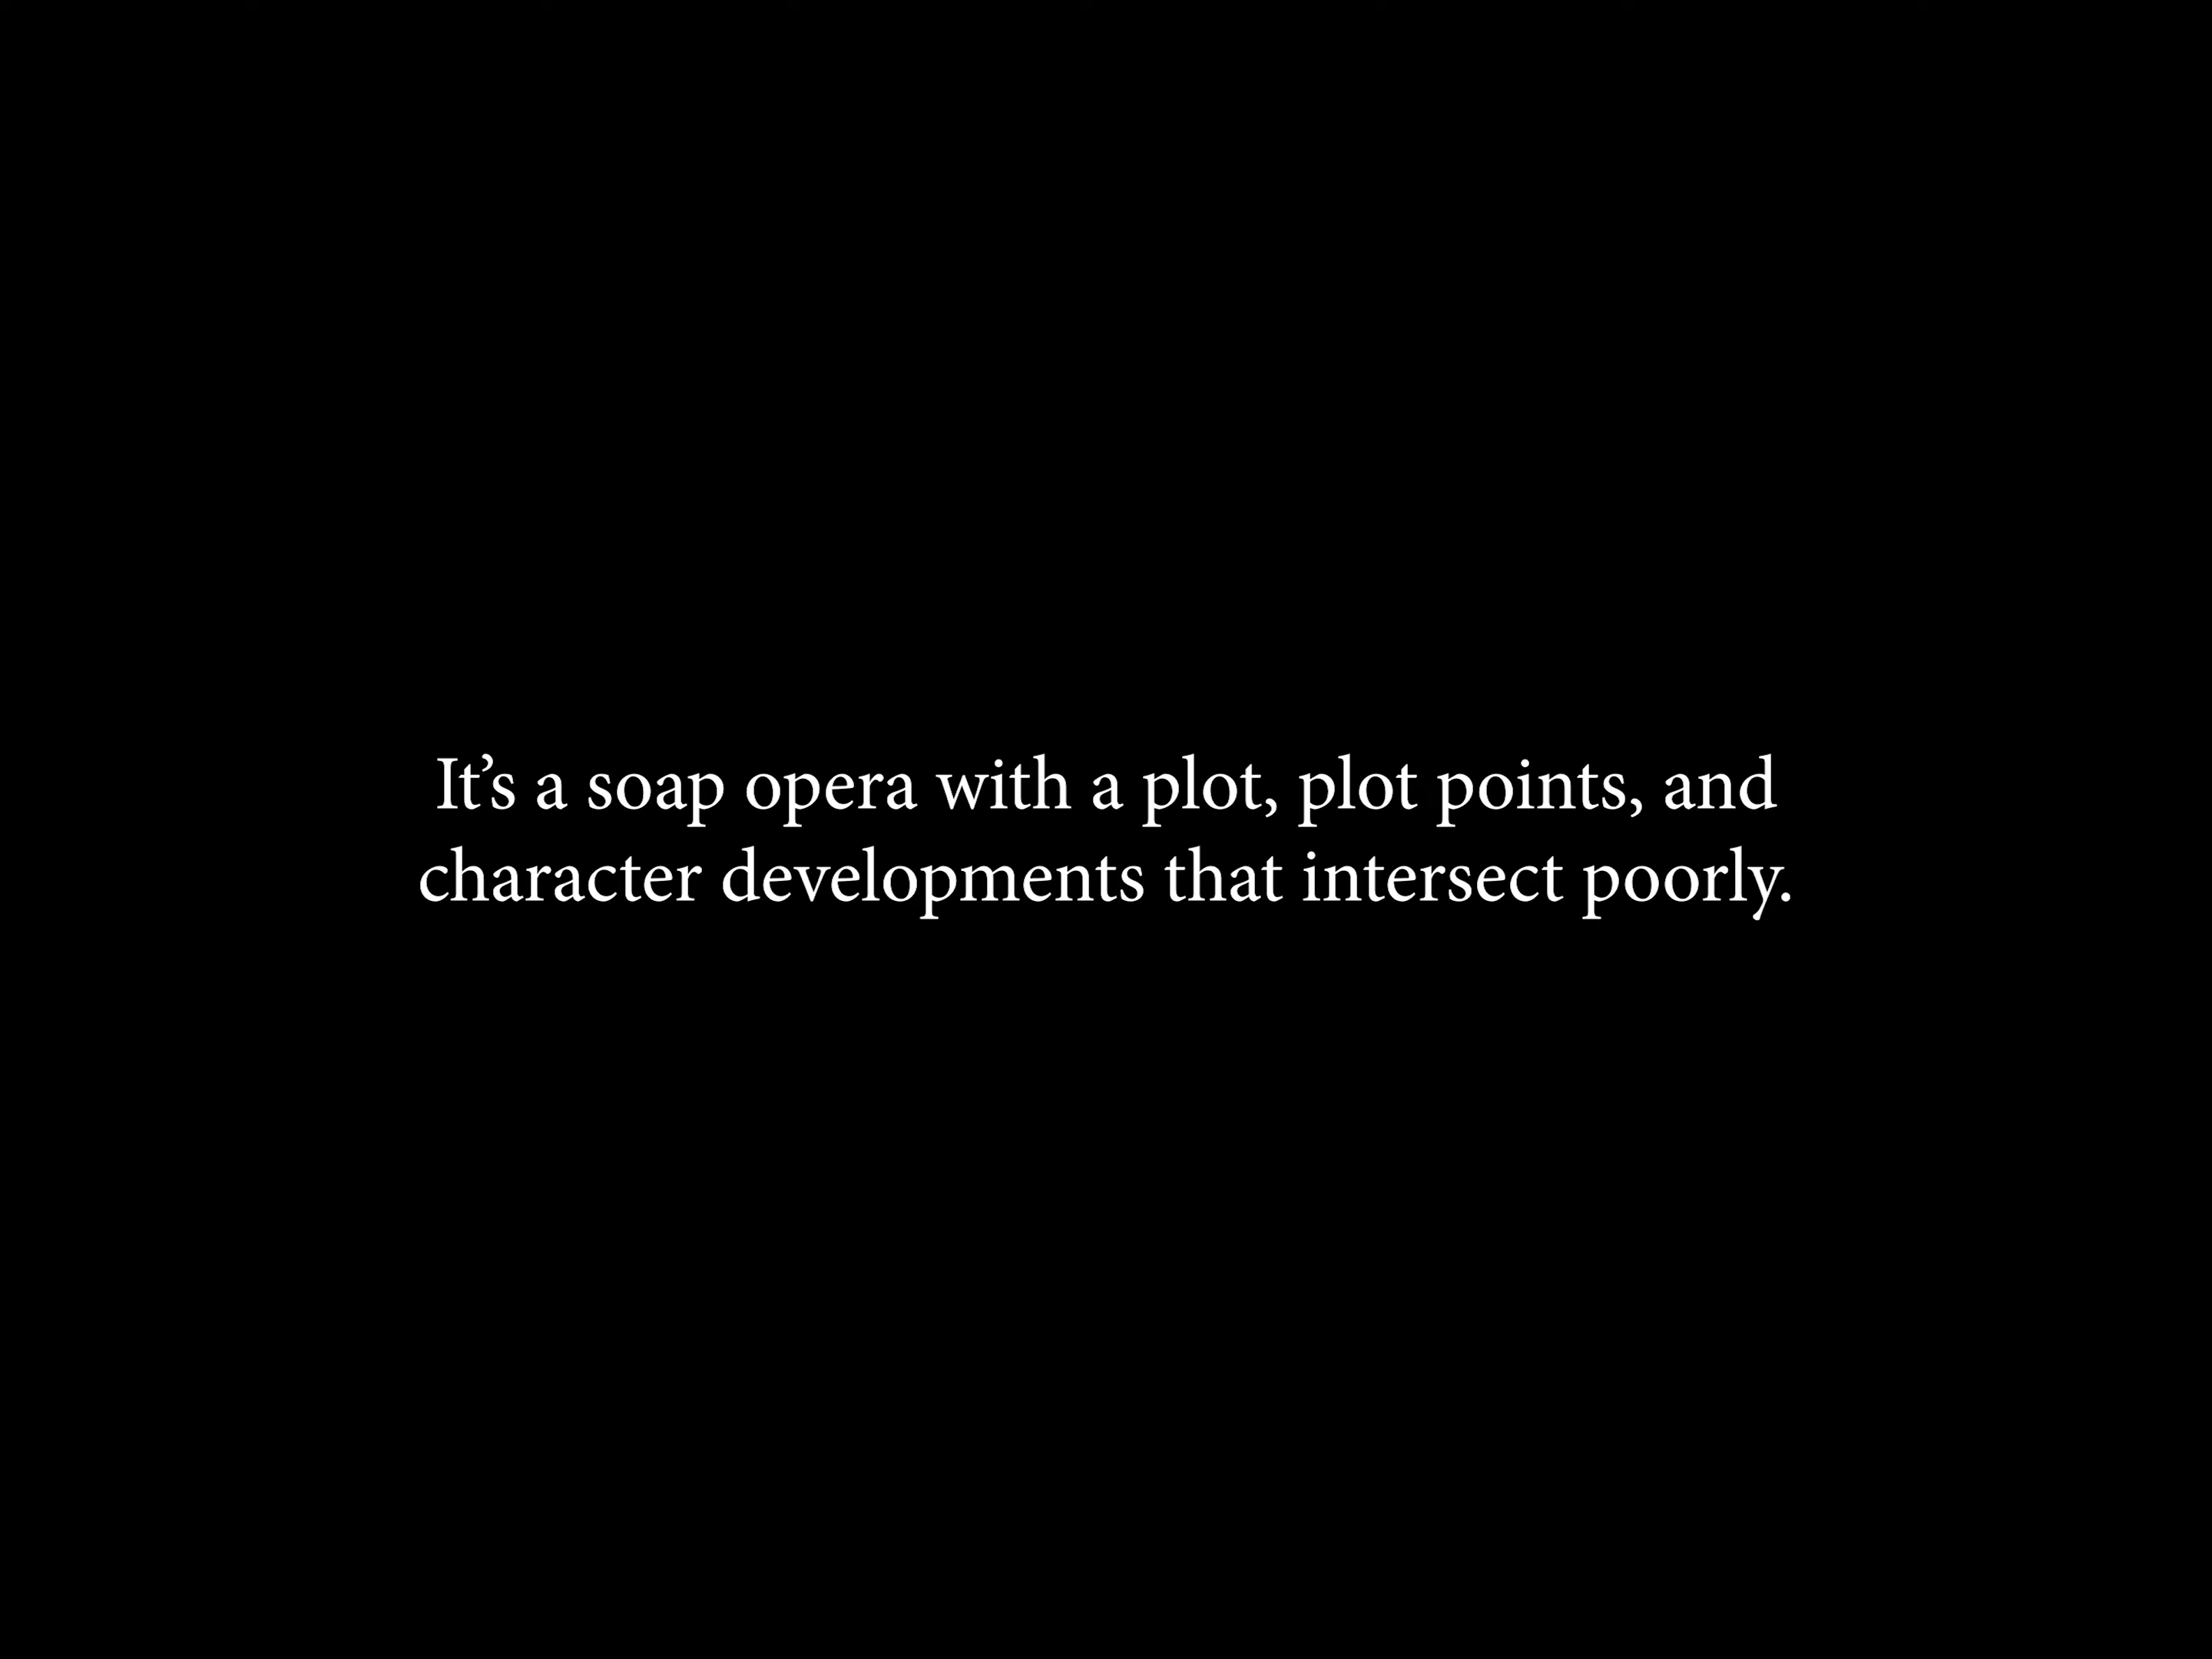 It’s a soap opera with a plot, plot points, and
character developments that intersect poorly.